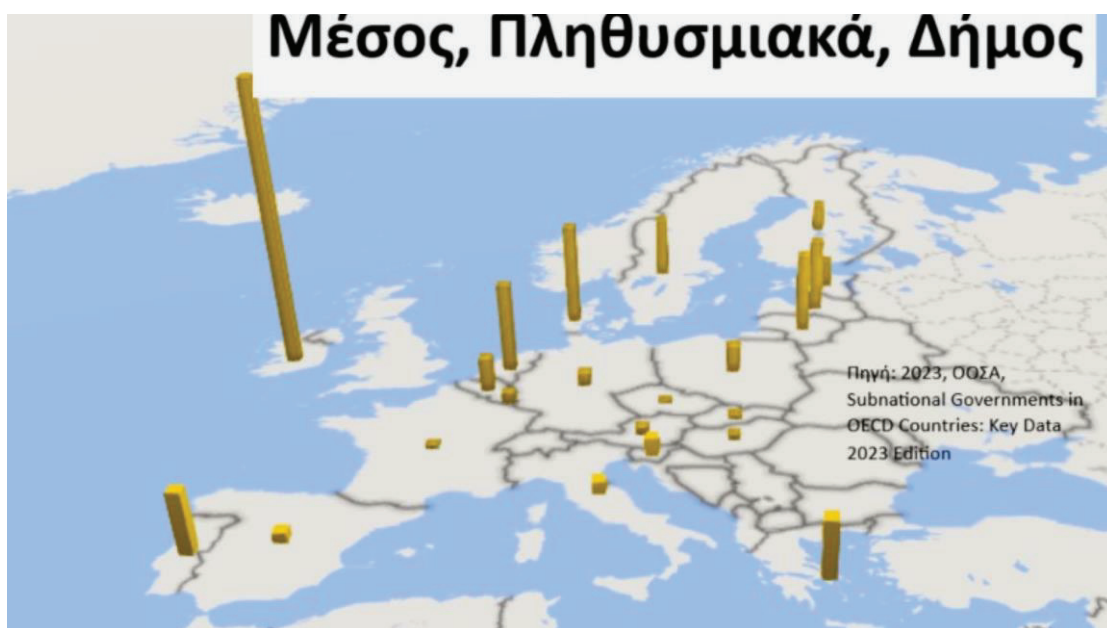 Μέσος, Πληθυσμιακά, Δήμος
Πηγή: 2023, ΟΟΣΑ,
Subnational Governments in
OECD Countries: Key Data
2023 Edition